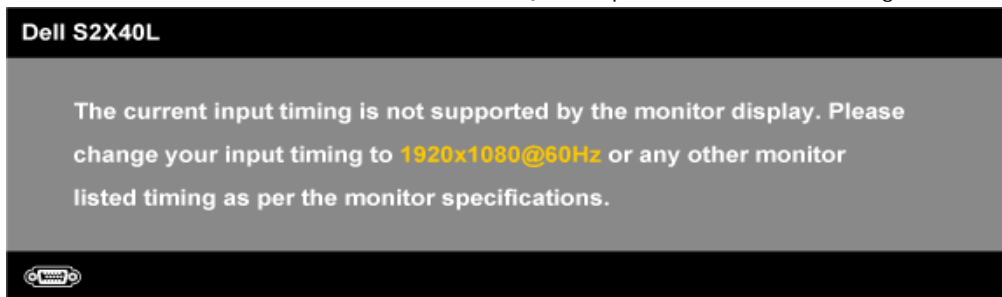 Dell S2X40L
The current input timing is not supported by the monitor display. Please
change your input timing to 1920x1080@60Hz or any other monitor
listed timing as per the monitor specifications.